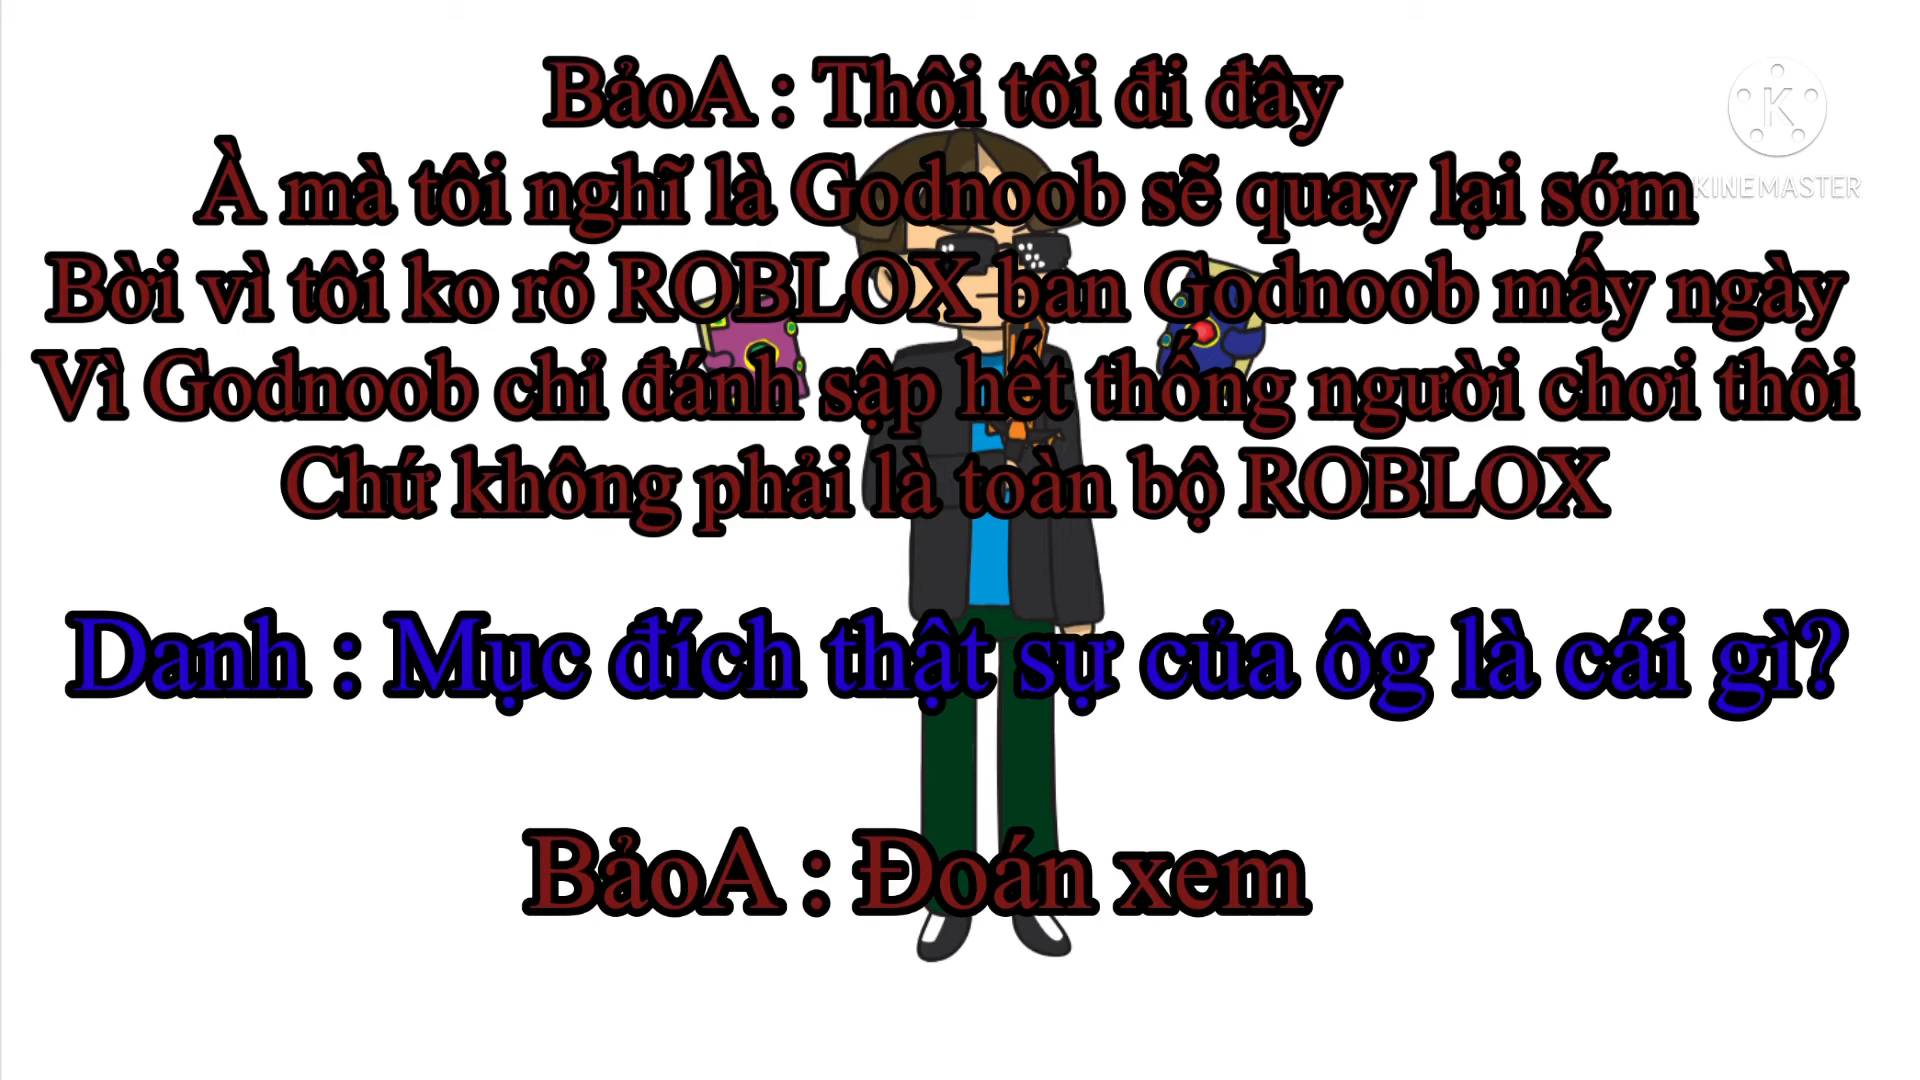 BảoA : Thôi tôi đi đây
À mà tôi nghĩ là Godnoob sẽ quay lại sớm
Bời vì tôi ko rõ ROBLOX ban Godnoob mấy ngày
Vì Godnoob chỉ đánh sập hết thống người chơi thôi
Chứ không phải là toàn bộ ROBLOX
Danh : Mục đích thật sự của ôg là cái gì?
BảoA : Đoán xem
K
KINEMASTER